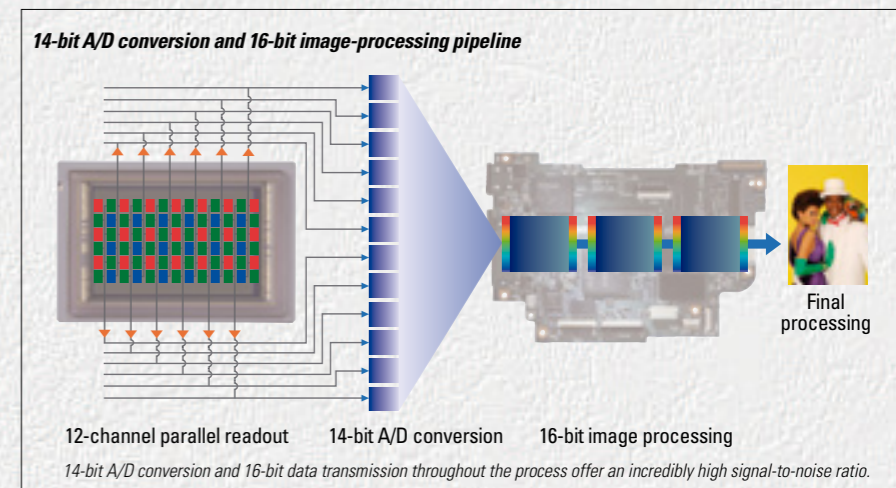 14-bit A/D conversion and 16-bit image-processing pipeline
Final
processing
12-channel parallel readout
14-bit A/D conversion
16-bit image processing
14-bit A/D conversion and 16-bit data transmission throughout the process offer an incredibly high signal-to-noise ratio.